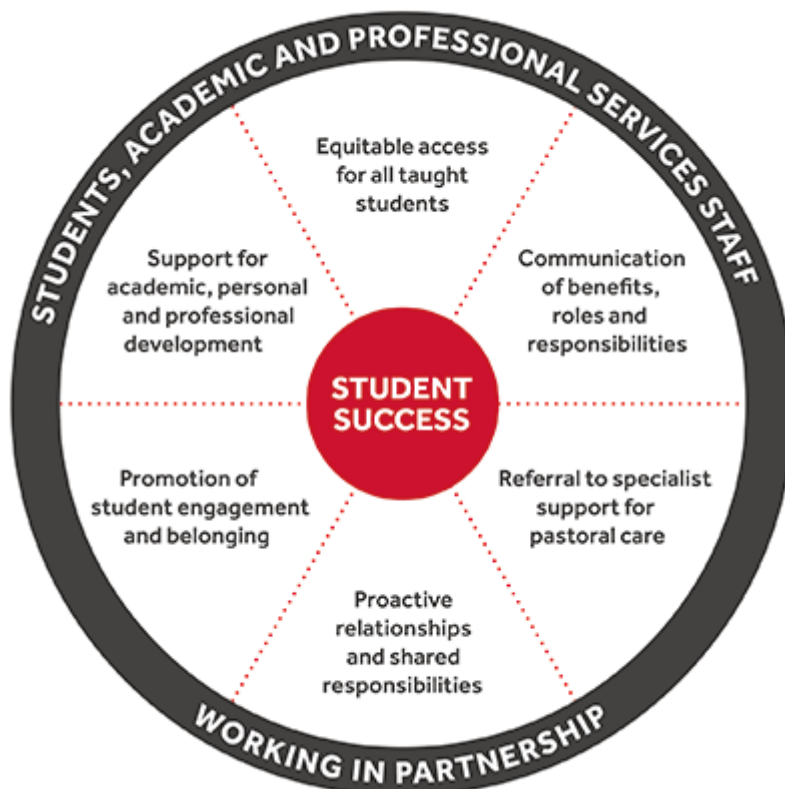 STUDENTS, ACADEMIC AND PROFESSIONAL SERVICES STAFF
Equitable access
for all taught
students
Communication
of benefits,
roles and
responsibilities
Referral to specialist
support for
pastoral care
Proactive
relationships
and shared
responsibilities
Promotion of
student engagement
and belonging
Support for
academic, personal
and professional
development
STUDENT
SUCCESS
WORKING IN PARTNERSHIP